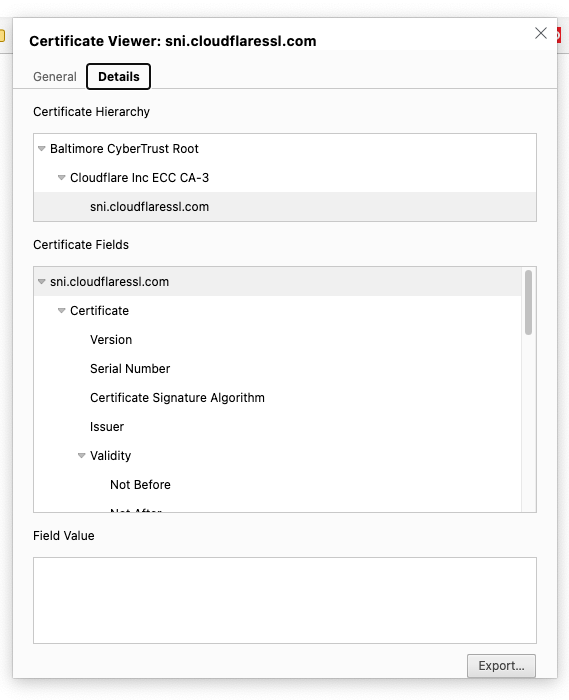 Certificate Viewer: sni.cloudflaressl.com
General Details
Certificate Hierarchy
Baltimore CyberTrust Root
Cloudflare Inc ECC CA-3
sni.cloudflaressl.com
Certificate Fields
sni.cloudflaressl.com
Certificate
Version
Serial Number
Certificate Signature Algorithm
Issuer
Validity
Not Before
Not After
Field Value
Export...